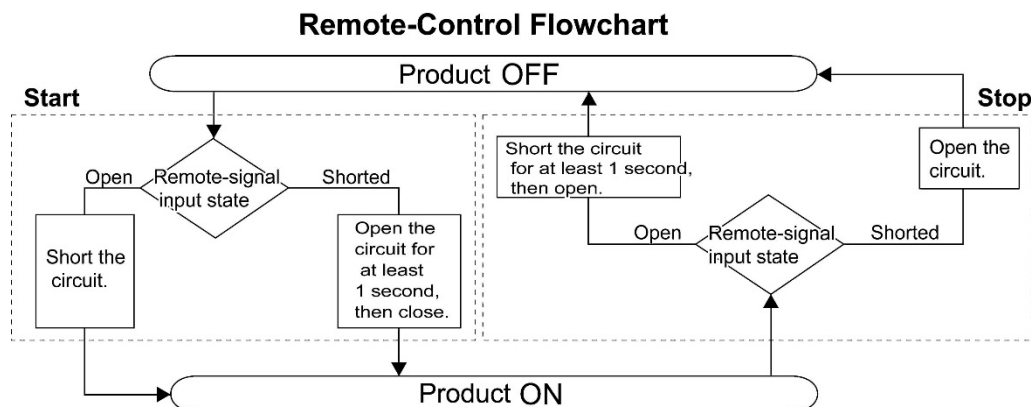 Remote-Control Flowchart
Product OFF
Start
Stop
Open
Remote-signal
input state
Shorted
Short the
circuit.
Open the
circuit for
at least
1 second,
then close.
Short the circuit
for at least 1 second,
then open.
Open the
circuit.
Open
Remote-signal
input state
Shorted
Product ON